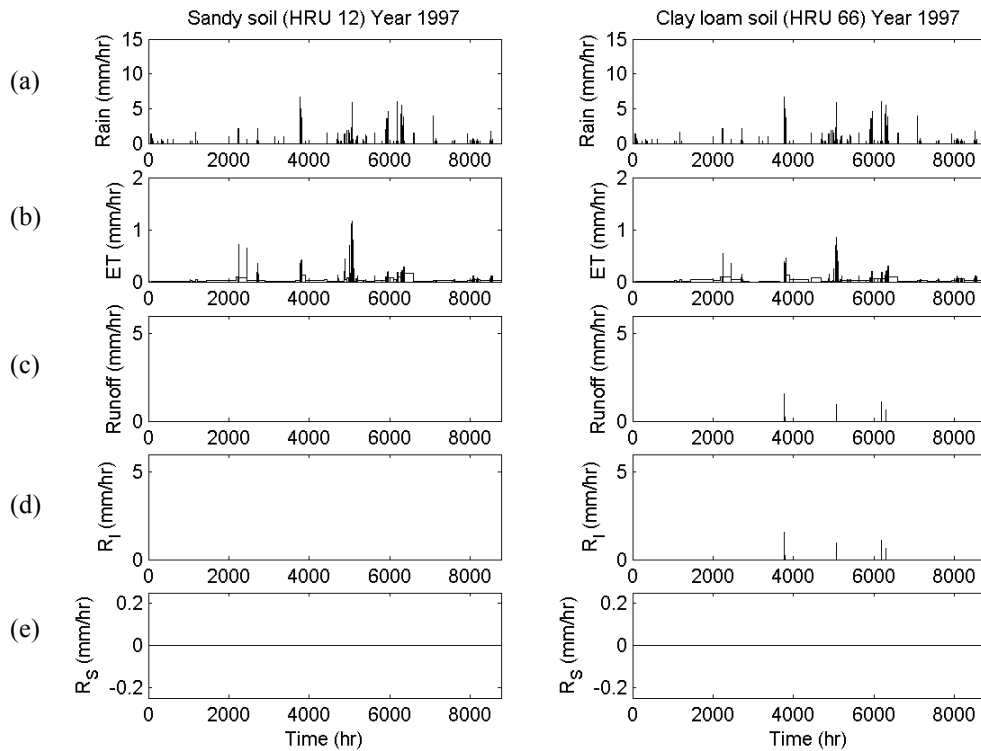 Sandy soil (HRU 12) Year 1997
Clay loam soil (HRU 66) Year 1997
(a)
Rain (mm/hr)
15
10
5
0
0 2000 4000 6000 8000
Rain (mm/hr)
15
10
5
0
0 2000 4000 6000 8000
(b)
ET (mm/hr)
2
1
0
0 2000 4000 6000 8000
ET (mm/hr)
2
1
0
0 2000 4000 6000 8000
(c)
Runoff (mm/hr)
5
0
0 2000 4000 6000 8000
Runoff (mm/hr)
5
0
0 2000 4000 6000 8000
(d)
R_I (mm/hr)
5
0
0 2000 4000 6000 8000
R_I (mm/hr)
5
0
0 2000 4000 6000 8000
(e)
R_S (mm/hr)
0.2
0
-0.2
0 2000 4000 6000 8000
Time (hr)
R_S (mm/hr)
0.2
0
-0.2
0 2000 4000 6000 8000
Time (hr)